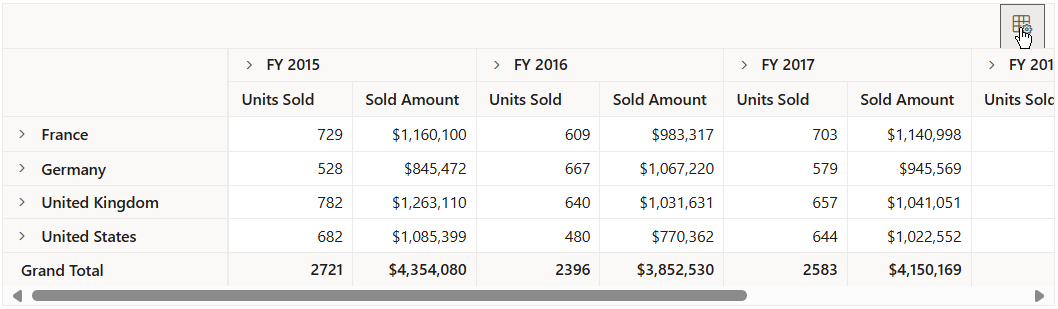 FY 2015 FY 2016 FY 2017 FY 201
Units Sold Sold Amount Units Sold Sold Amount Units Sold Sold Amount Units Sold
France 729 $1,160,100 609 $983,317 703 $1,140,998
Germany 528 $845,472 667 $1,067,220 579 $945,569
United Kingdom 782 $1,263,110 640 $1,031,631 657 $1,041,051
United States 682 $1,085,399 480 $770,362 644 $1,022,552
Grand Total 2721 $4,354,080 2396 $3,852,530 2583 $4,150,169